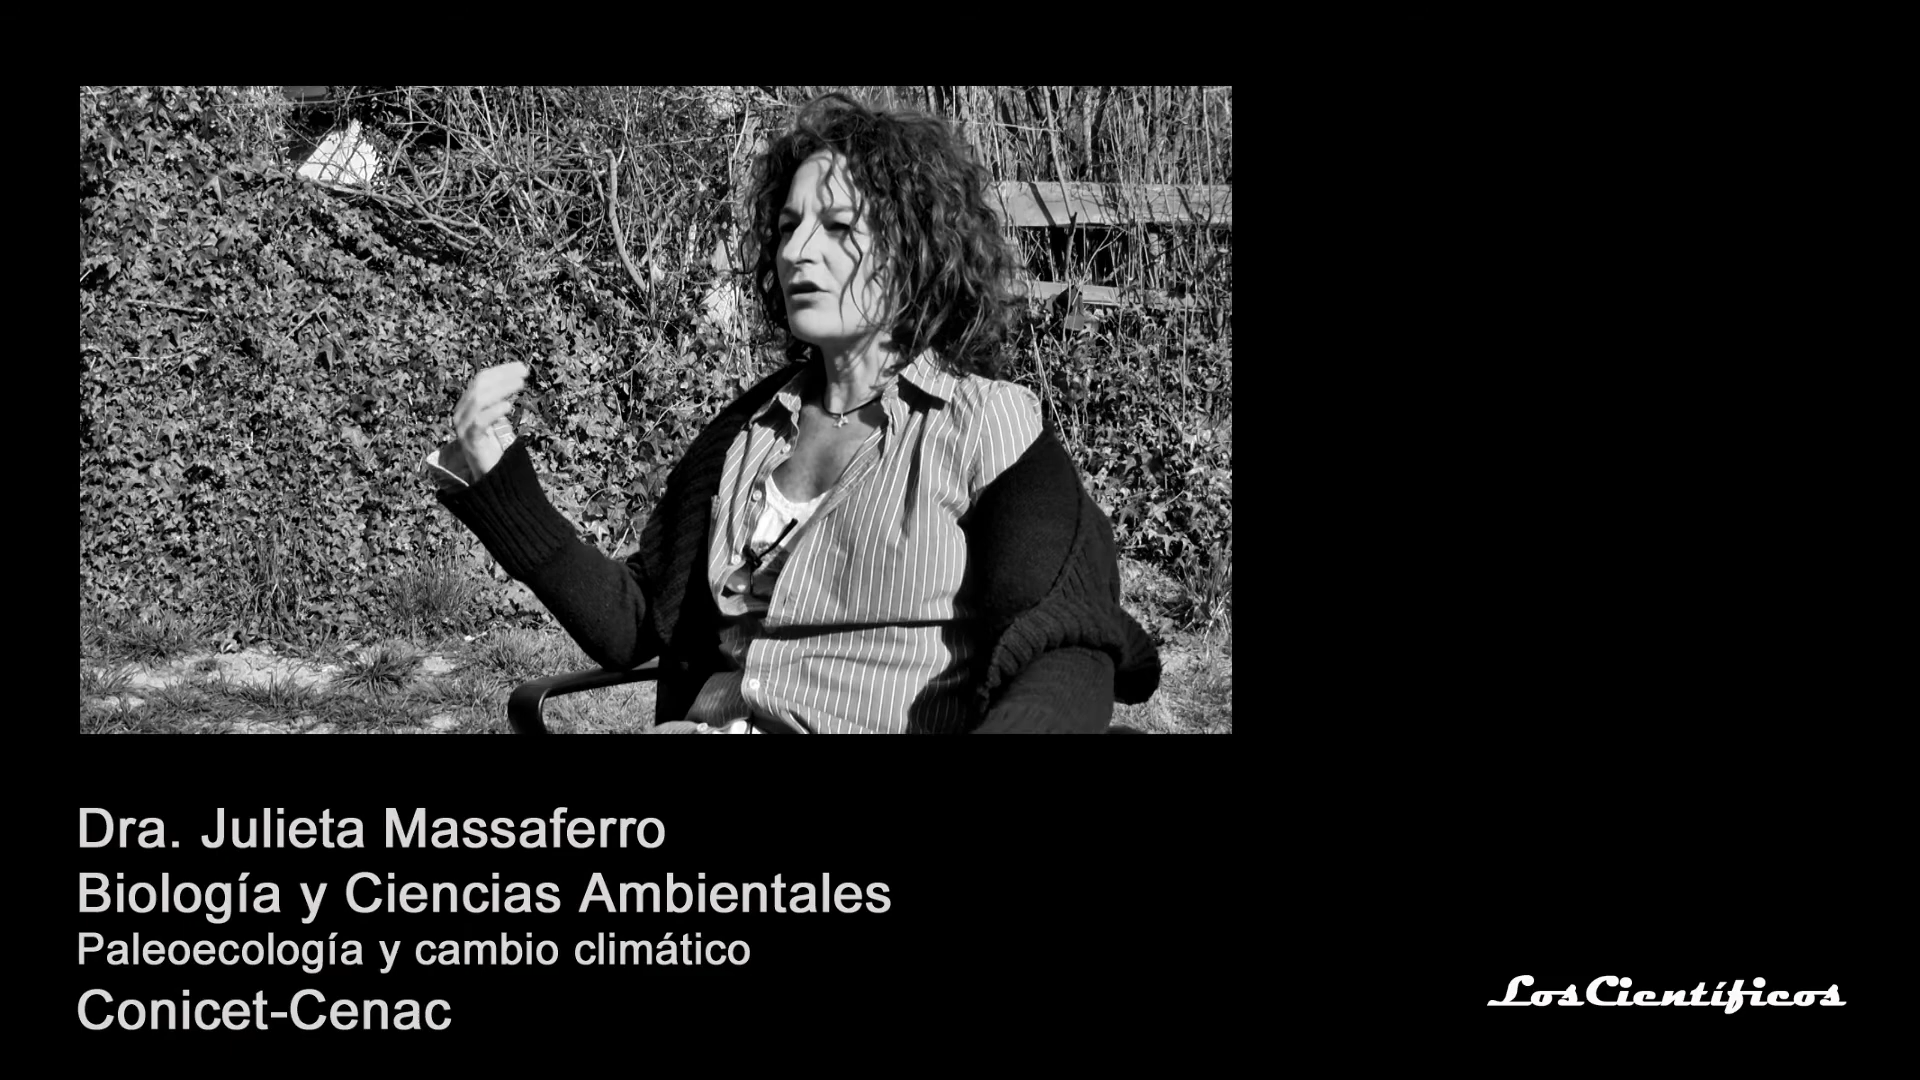 Dra. Julieta Massaferro
Biología y Ciencias Ambientales
Paleoecología y cambio climático
Conicet-Cenac
LosCientíficos